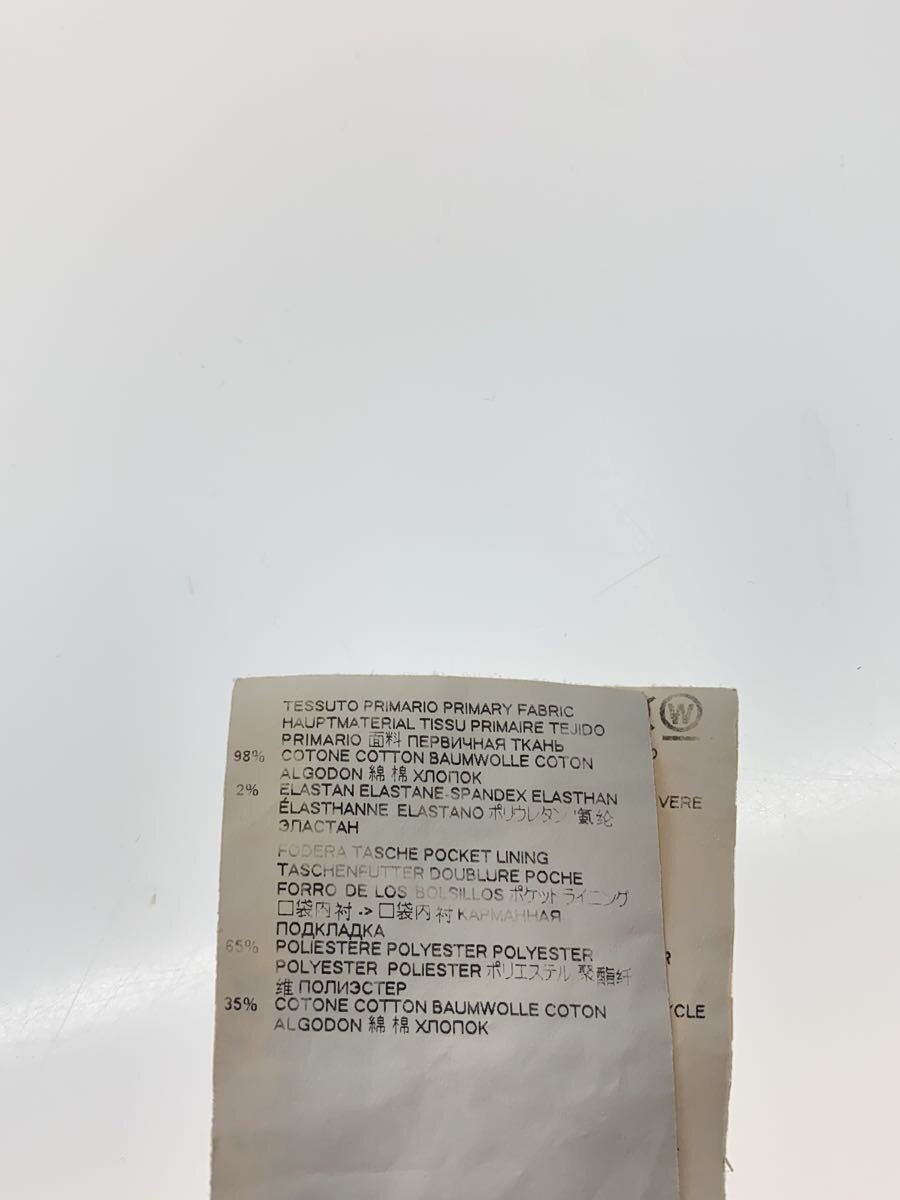 TESSUTO PRIMARIO PRIMARY FABRIC
HAUPTMATERIAL TISSU PRIMAIRE TEJIDO
PRIMARIO 面料 ПЕРВИЧНАЯ ТКАНЬ
98% COTONE COTTON BAUMWOLLE COTON
ALGODON 綿 棉 ХЛОПОК
2% ELASTAN ELASTANE-SPANDEX ELASTHAN
ÉLASTHANNE ELASTANO ポリウレタン 氨纶
ЭЛАСТАН
FODERA TASCHE POCKET LINING
TASCHENFUTTER DOUBLURE POCHE
FORRO DE LOS BOLSILLOS ポケットライニング
口袋内衬 -> 口袋内衬 КАРМАННАЯ
ПОДКЛАДКА
65% POLIESTERE POLYESTER POLYESTER
POLYESTER POLIESTER ポリエステル 聚酯纤
维 ПОЛИЭСТЕР
35% COTONE COTTON BAUMWOLLE COTON
ALGODON 綿 棉 ХЛОПОК
W
VERE
YCLE